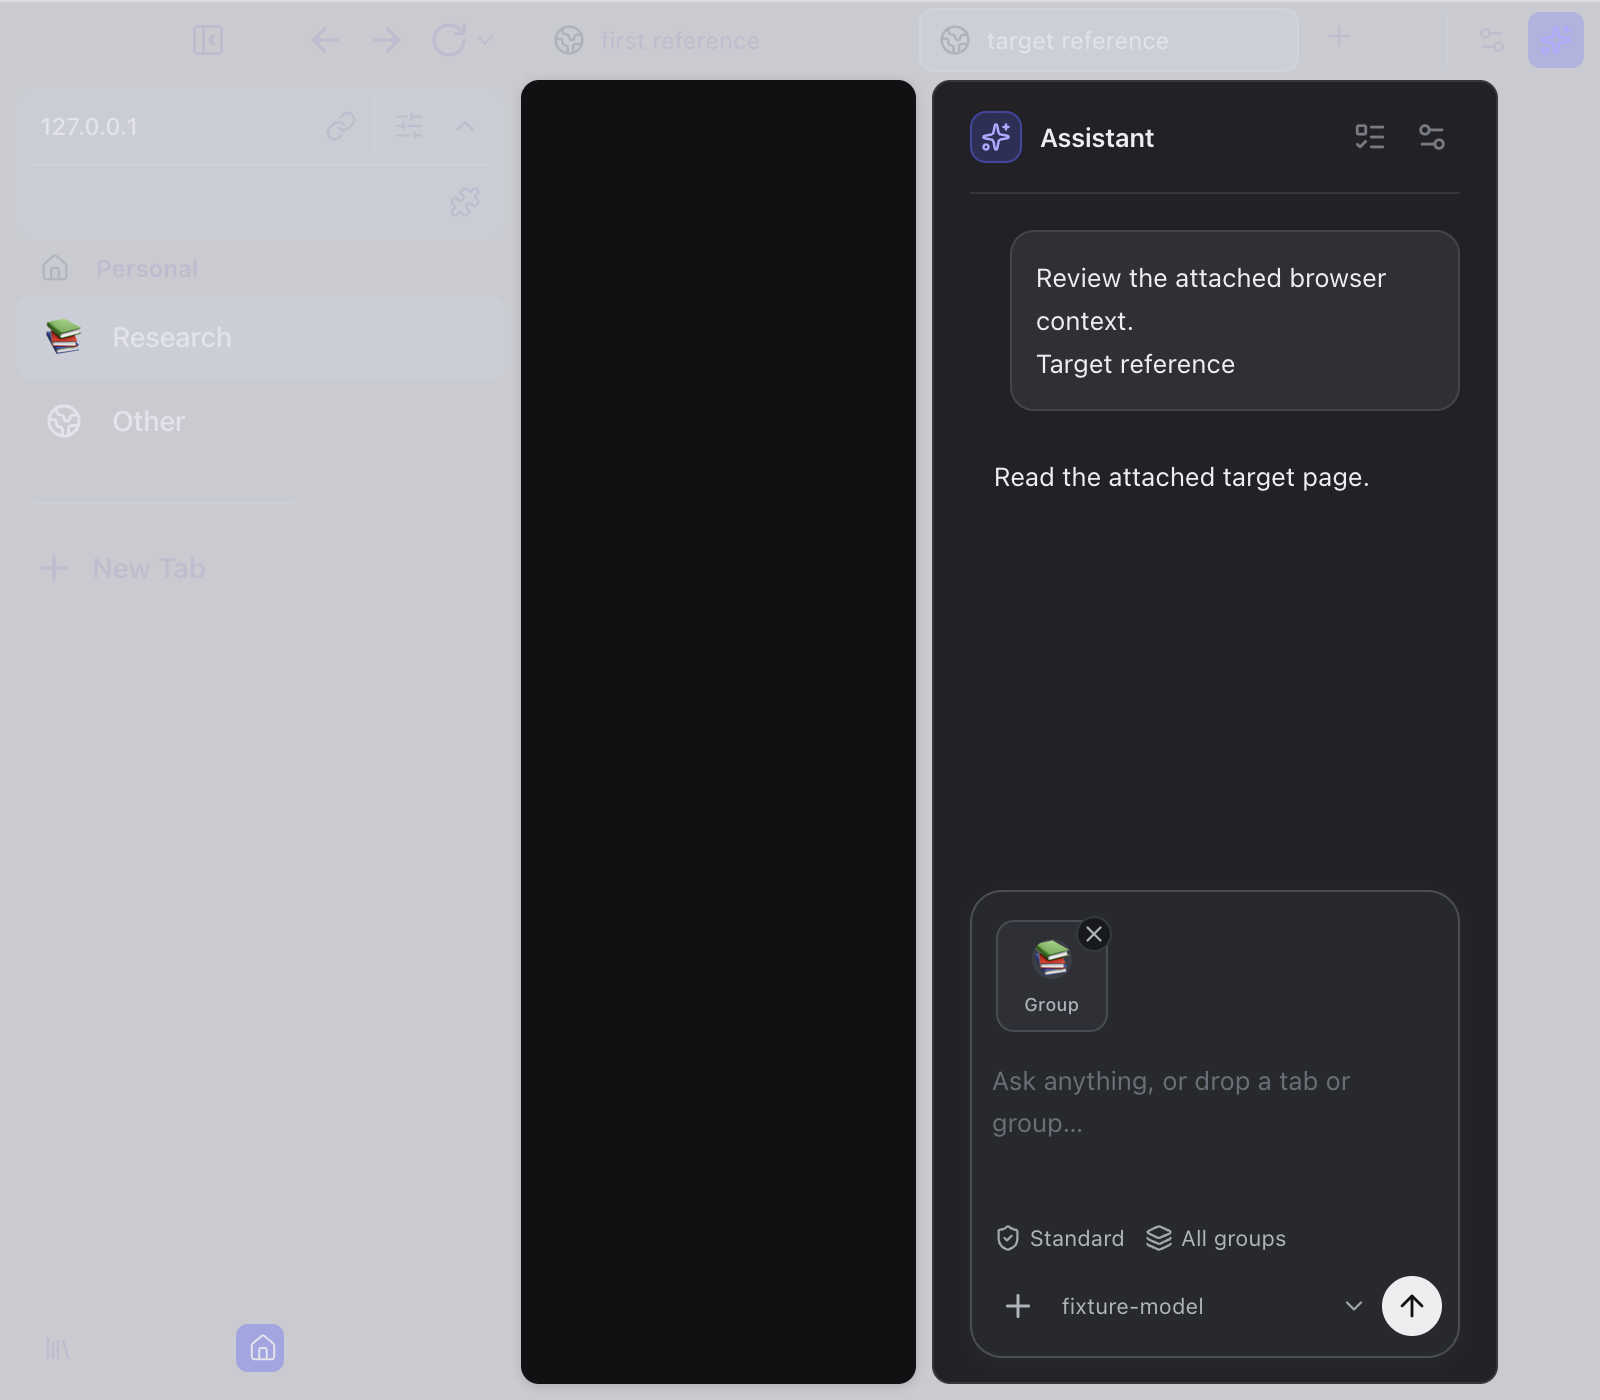 first reference
target reference
127.0.0.1
Personal
Research
Other
New Tab
Assistant
Review the attached browser
context.
Target reference
Read the attached target page.
Group
Ask anything, or drop a tab or
group...
Standard
All groups
fixture-model